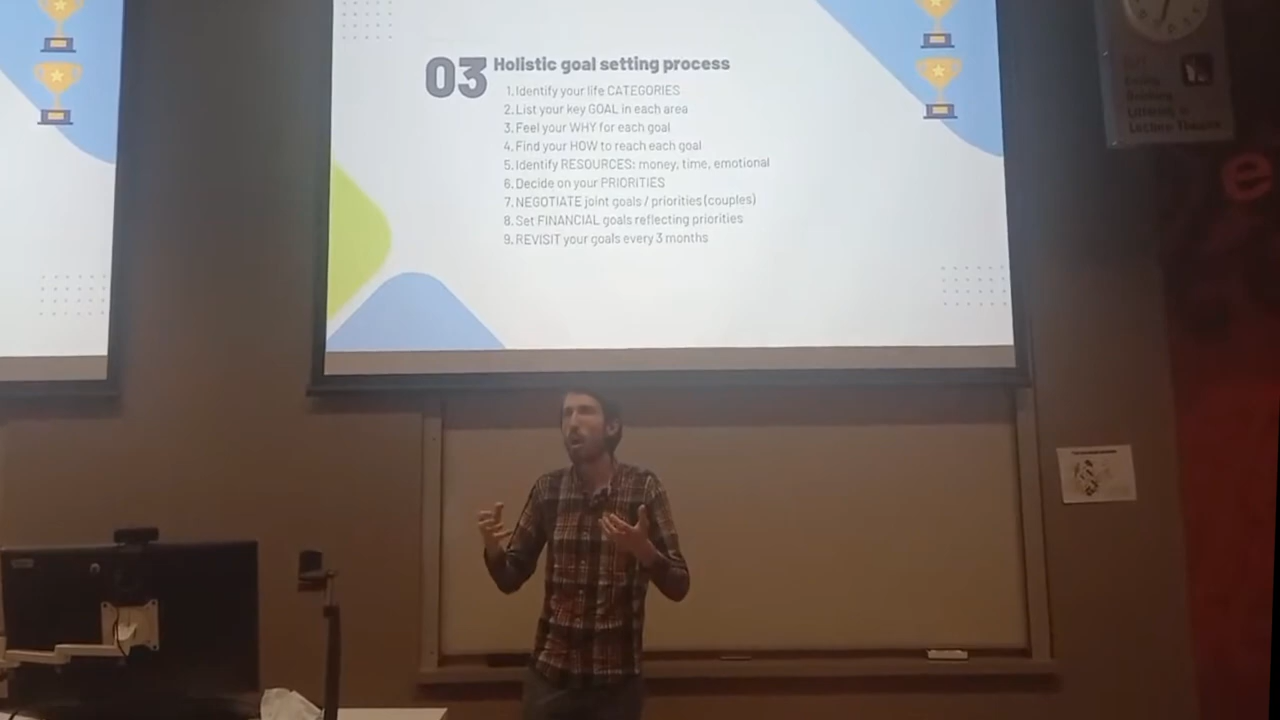 03 Holistic goal setting process
1. Identify your life CATEGORIES
2. List your key GOAL in each area
3. Feel your WHY for each goal
4. Find your HOW to reach each goal
5. Identify RESOURCES: money, time, emotional
6. Decide on your PRIORITIES
7. NEGOTIATE joint goals / priorities (couples)
8. Set FINANCIAL goals reflecting priorities
9. REVISIT your goals every 3 months
Lecture Theatre
e